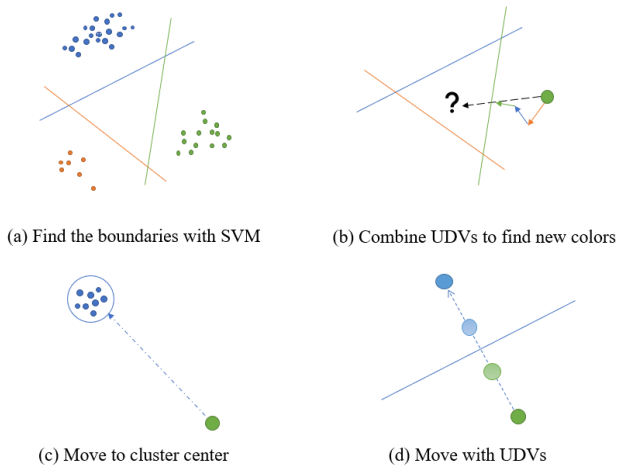 ?
(a) Find the boundaries with SVM
(b) Combine UDVs to find new colors
(c) Move to cluster center
(d) Move with UDVs